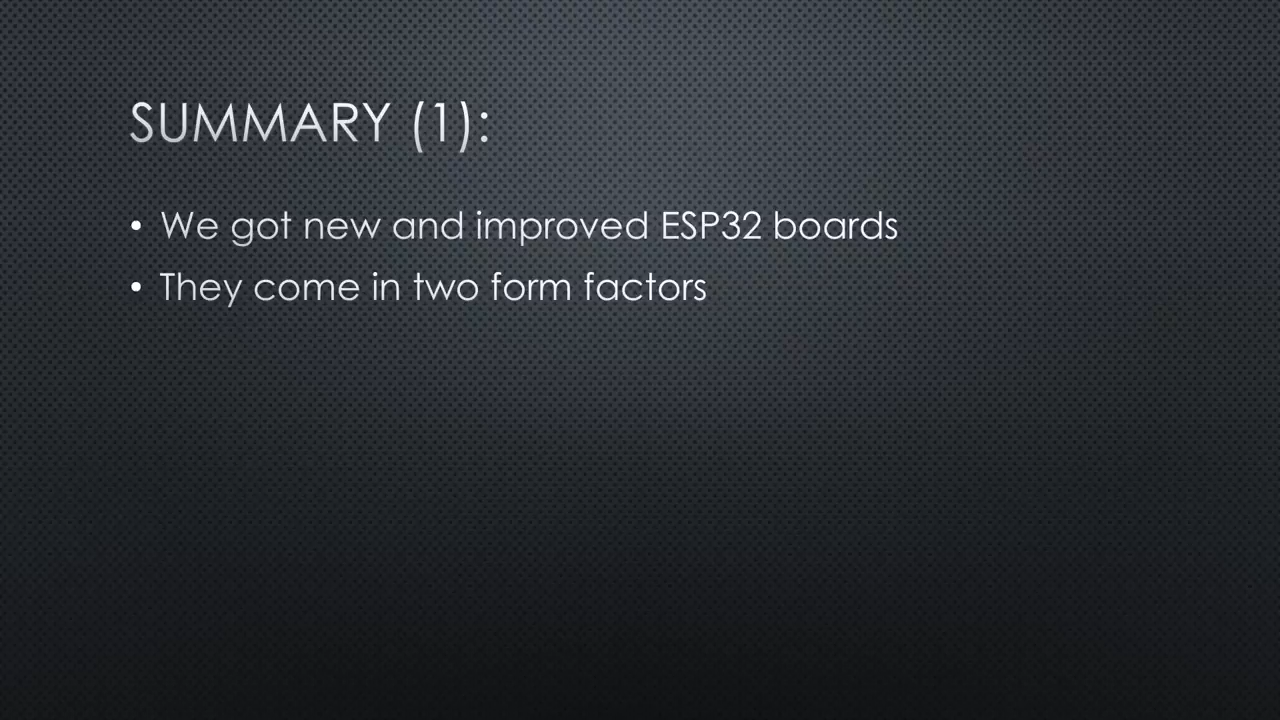 SUMMARY (1):
• We got new and improved ESP32 boards
• They come in two form factors